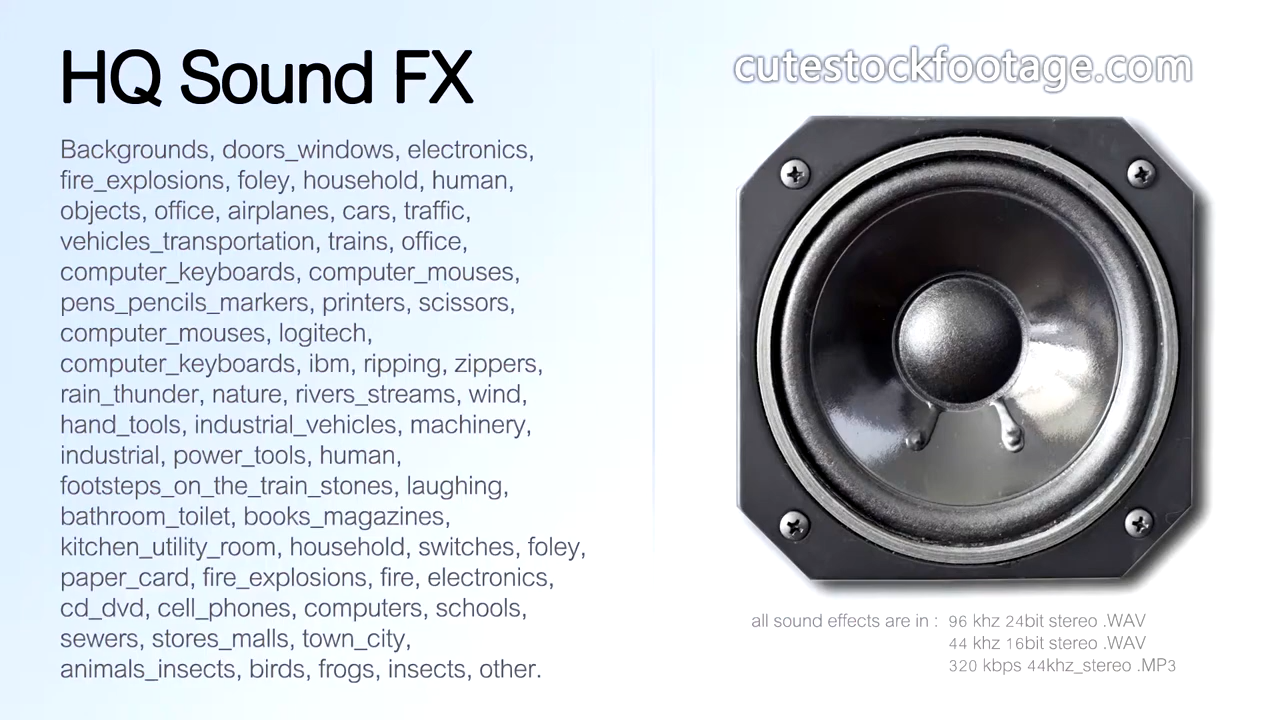 HQ Sound FX
Backgrounds, doors_windows, electronics,
fire_explosions, foley, household, human,
objects, office, airplanes, cars, traffic,
vehicles_transportation, trains, office,
computer_keyboards, computer_mouses,
pens_pencils_markers, printers, scissors,
computer_mouses, logitech,
computer_keyboards, ibm, ripping, zippers,
rain_thunder, nature, rivers_streams, wind,
hand_tools, industrial_vehicles, machinery,
industrial, power_tools, human,
footsteps_on_the_train_stones, laughing,
bathroom_toilet, books_magazines,
kitchen_utility_room, household, switches, foley,
paper_card, fire_explosions, fire, electronics,
cd_dvd, cell_phones, computers, schools,
sewers, stores_malls, town_city,
animals_insects, birds, frogs, insects, other.
cutestockfootage.com
all sound effects are in : 96 khz 24bit stereo .WAV
44 khz 16bit stereo .WAV
320 kbps 44khz_stereo .MP3